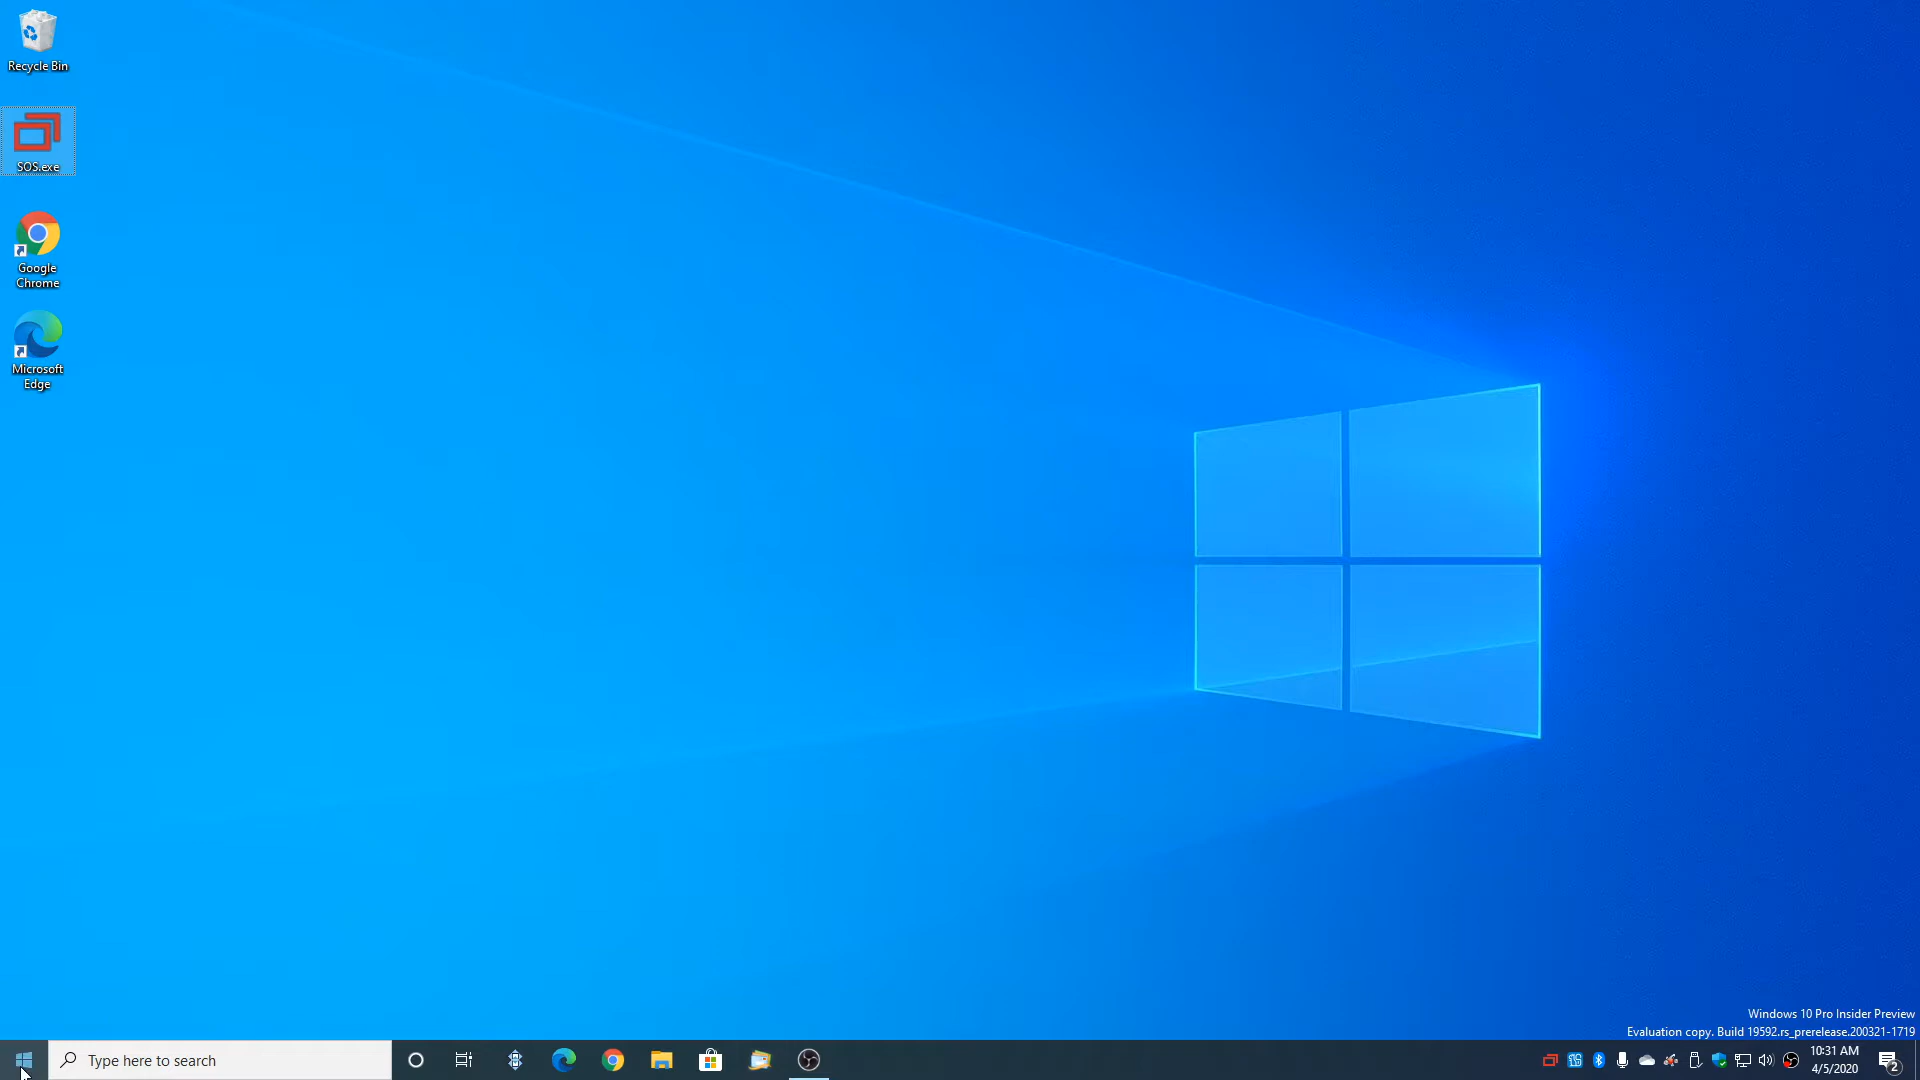 Recycle Bin
SOS.exe
Google
Chrome
Microsoft
Edge
Windows 10 Pro Insider Preview
Evaluation copy. Build 19592.rs_prerelease.200321-1719
Type here to search
10:31 AM
4/5/2020
2